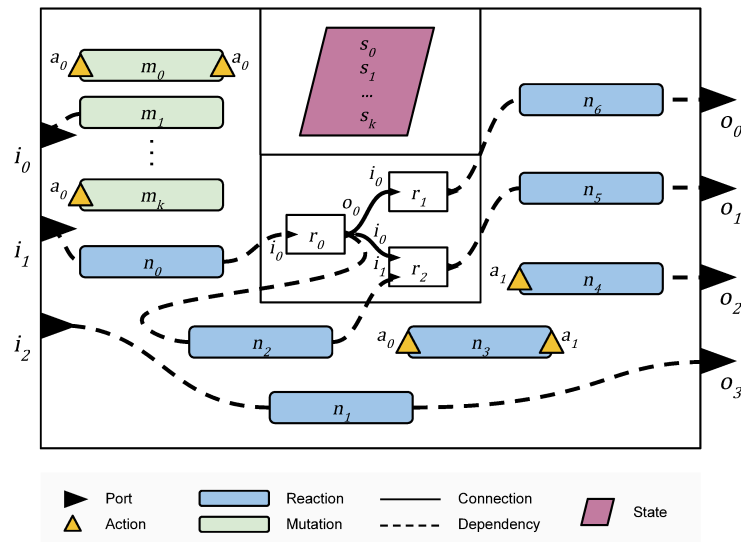 a₀ m₀ a₀
m₁
⋮
a₀ mₖ
n₀
i₀
i₁
i₂
s₀
s₁
...
sₖ
i₀ r₀ o₀
i₀ r₁
i₀
i₁ r₂
n₂
a₀ n₃ a₁
n₁
n₆
n₅
a₁ n₄
o₀
o₁
o₂
o₃
Port Reaction Connection State
Action Mutation Dependency